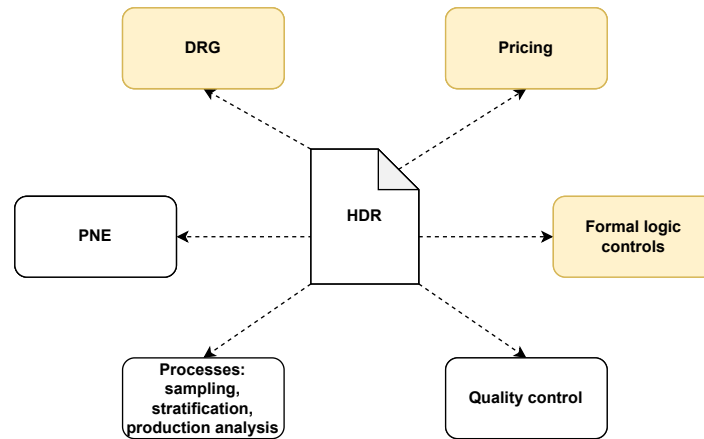 DRG
Pricing
HDR
PNE
Formal logic
controls
Processes:
sampling,
stratification,
production analysis
Quality control